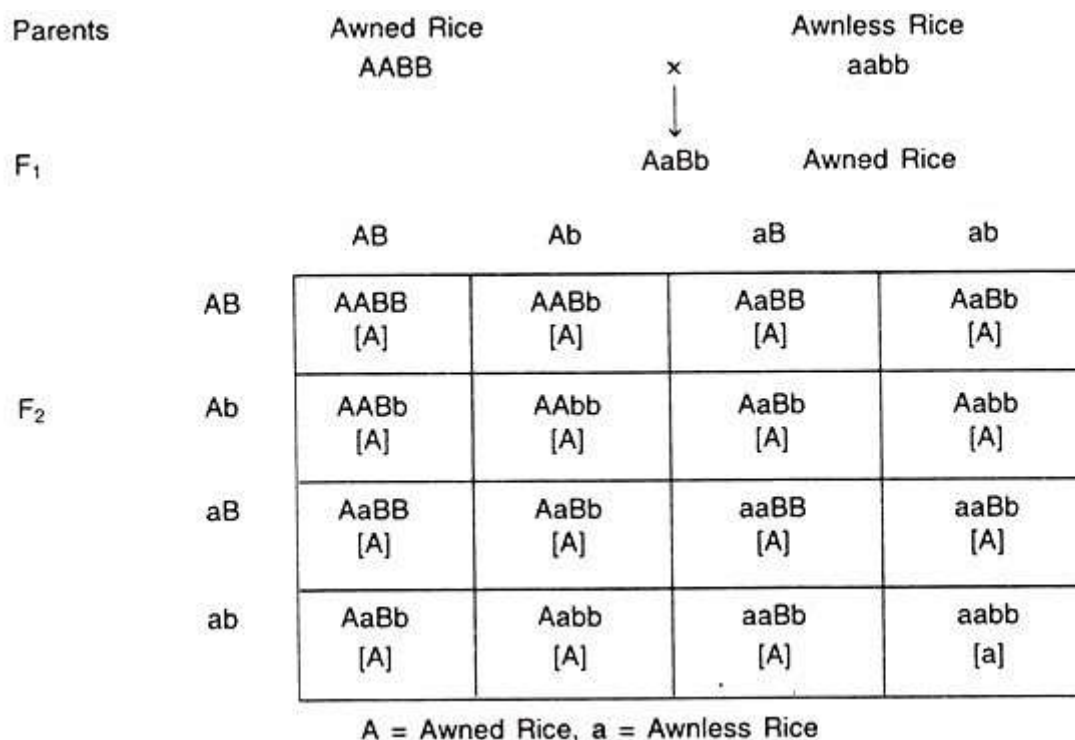 Parents Awned Rice Awnless Rice
AABB × aabb
F₁ AaBb Awned Rice
AB Ab aB ab
AB AABB AABb AaBB AaBb
[A] [A] [A] [A]
F₂ Ab AABb AAbb AaBb Aabb
[A] [A] [A] [A]
aB AaBB AaBb aaBB aaBb
[A] [A] [A] [A]
ab AaBb Aabb aaBb aabb
[A] [A] [A] [a]
A = Awned Rice, a = Awnless Rice